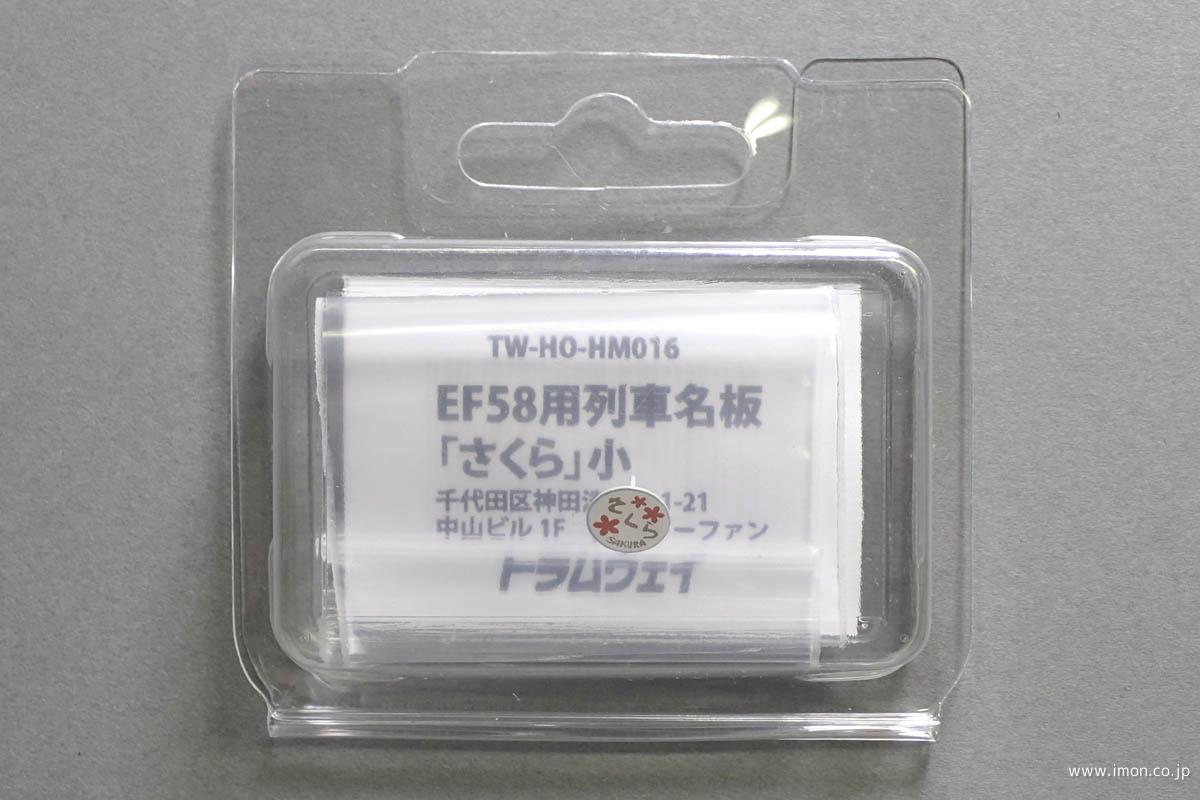 TW-HO-HM016
EF58用列車名板
「さくら」小
千代田区神田 1-21
中山ビル 1F ーファン
さくら
SAKURA
トラムウェイ
www.imon.co.jp